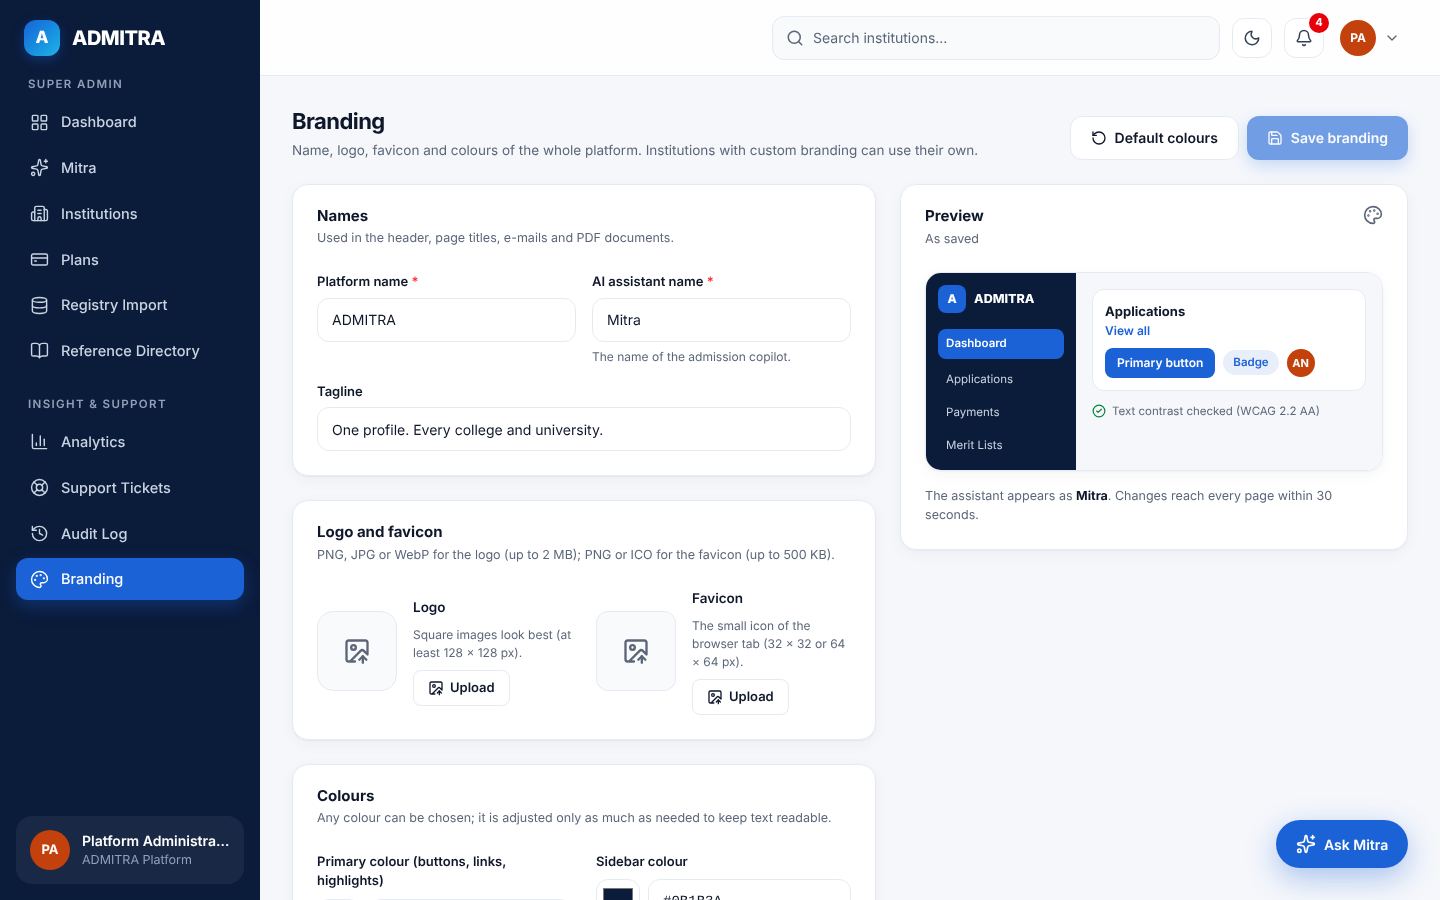 A ADMITRA
SUPER ADMIN
Dashboard
Mitra
Institutions
Plans
Registry Import
Reference Directory
INSIGHT & SUPPORT
Analytics
Support Tickets
Audit Log
Branding
PA
Platform Administra...
ADMITRA Platform
Search institutions...
4
PA
Branding
Name, logo, favicon and colours of the whole platform. Institutions with custom branding can use their own.
Default colours
Save branding
Names
Used in the header, page titles, e-mails and PDF documents.
Platform name *
ADMITRA
AI assistant name *
Mitra
The name of the admission copilot.
Tagline
One profile. Every college and university.
Logo and favicon
PNG, JPG or WebP for the logo (up to 2 MB); PNG or ICO for the favicon (up to 500 KB).
Logo
Square images look best (at
least 128 × 128 px).
Upload
Favicon
The small icon of the
browser tab (32 × 32 or 64
× 64 px).
Upload
Colours
Any colour can be chosen; it is adjusted only as much as needed to keep text readable.
Primary colour (buttons, links,
highlights)
Sidebar colour
Preview
As saved
A ADMITRA
Dashboard
Applications
Payments
Merit Lists
Applications
View all
Primary button
Badge
AN
Text contrast checked (WCAG 2.2 AA)
The assistant appears as Mitra. Changes reach every page within 30
seconds.
Ask Mitra